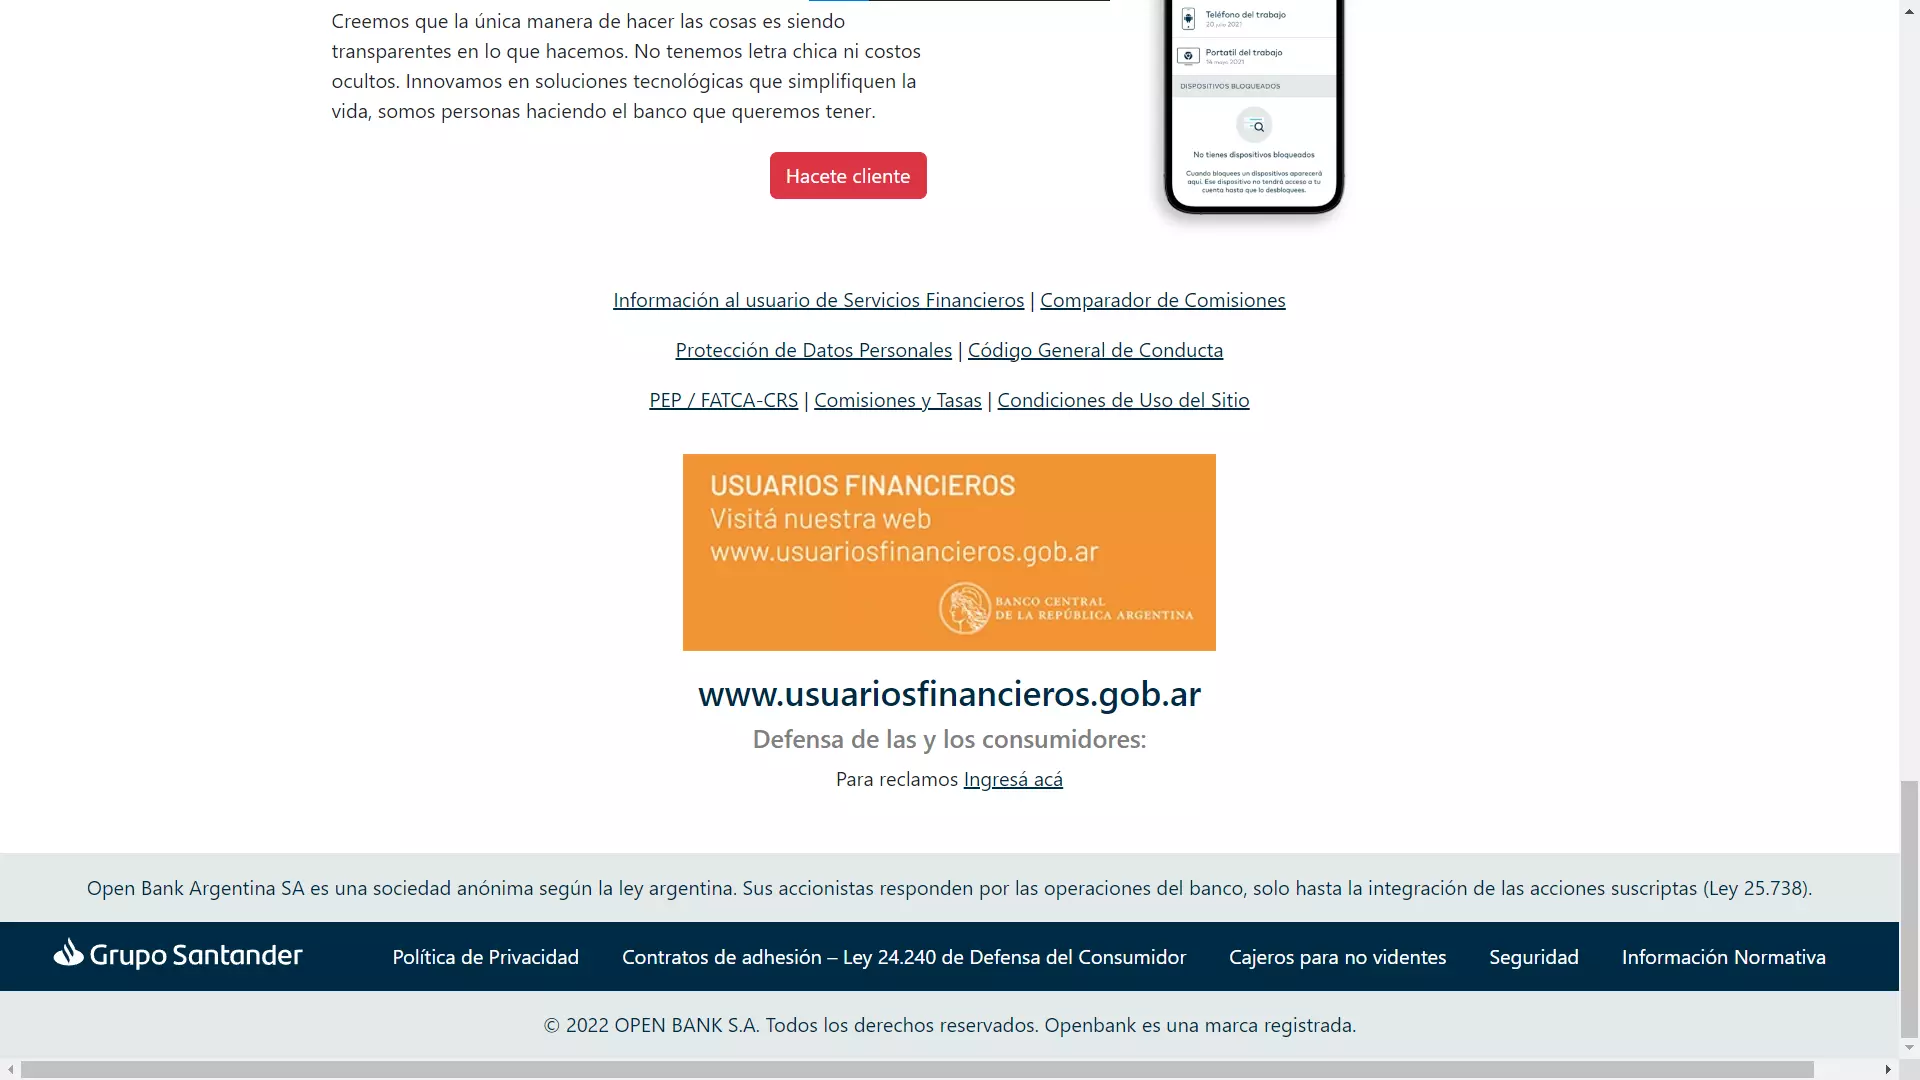 Creemos que la única manera de hacer las cosas es siendo
transparentes en lo que hacemos. No tenemos letra chica ni costos
ocultos. Innovamos en soluciones tecnológicas que simplifiquen la
vida, somos personas haciendo el banco que queremos tener.
Hacete cliente
Teléfono del trabajo
20 julio 2021
Portatil del trabajo
14 mayo 2021
DISPOSITIVOS BLOQUEADOS
No tienes dispositivos bloqueados
Cuando bloquees un dispositivos aparecerá
aquí. Ese dispositivo no tendrá acceso a tu
cuenta hasta que lo desbloquees.
Información al usuario de Servicios Financieros | Comparador de Comisiones
Protección de Datos Personales | Código General de Conducta
PEP / FATCA-CRS | Comisiones y Tasas | Condiciones de Uso del Sitio
USUARIOS FINANCIEROS
Visitá nuestra web
www.usuariosfinancieros.gob.ar
BANCO CENTRAL
DE LA REPÚBLICA ARGENTINA
www.usuariosfinancieros.gob.ar
Defensa de las y los consumidores:
Para reclamos Ingresá acá
Open Bank Argentina SA es una sociedad anónima según la ley argentina. Sus accionistas responden por las operaciones del banco, solo hasta la integración de las acciones suscriptas (Ley 25.738).
Grupo Santander
Política de Privacidad
Contratos de adhesión – Ley 24.240 de Defensa del Consumidor
Cajeros para no videntes
Seguridad
Información Normativa
© 2022 OPEN BANK S.A. Todos los derechos reservados. Openbank es una marca registrada.